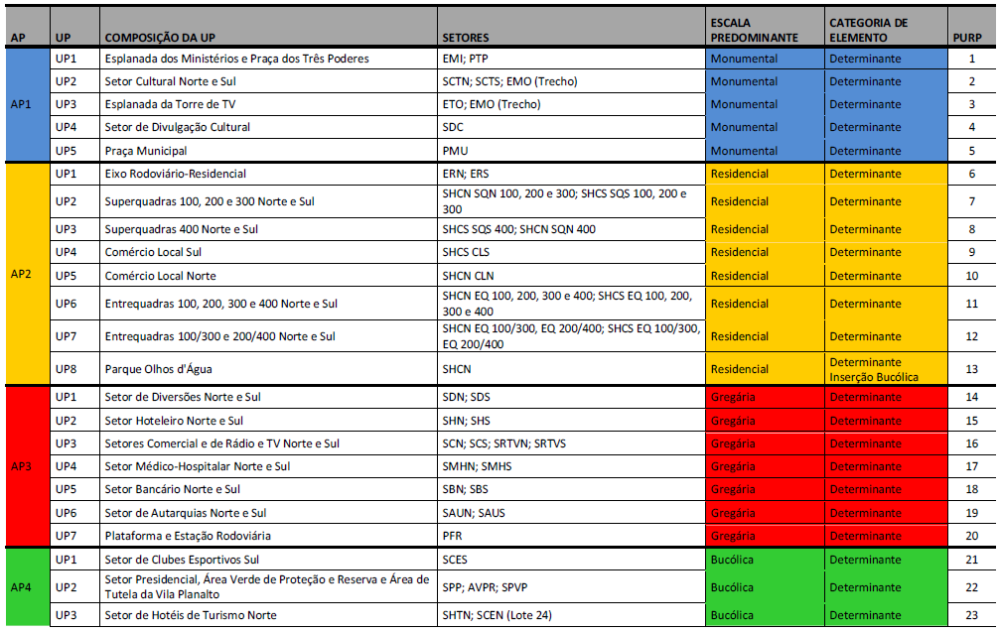 AP UP COMPOSIÇÃO DA UP SETORES ESCALA PREDOMINANTE CATEGORIA DE ELEMENTO PURP
AP1
UP1 Esplanada dos Ministérios e Praça dos Três Poderes EMI; PTP Monumental Determinante 1
UP2 Setor Cultural Norte e Sul SCTN; SCTS; EMO (Trecho) Monumental Determinante 2
UP3 Esplanada da Torre de TV ETO; EMO (Trecho) Monumental Determinante 3
UP4 Setor de Divulgação Cultural SDC Monumental Determinante 4
UP5 Praça Municipal PMU Monumental Determinante 5
AP2
UP1 Eixo Rodoviário-Residencial ERN; ERS Residencial Determinante 6
UP2 Superquadras 100, 200 e 300 Norte e Sul SHCN SQN 100, 200 e 300; SHCS SQS 100, 200 e 300 Residencial Determinante 7
UP3 Superquadras 400 Norte e Sul SHCS SQS 400; SHCN SQN 400 Residencial Determinante 8
UP4 Comércio Local Sul SHCS CLS Residencial Determinante 9
UP5 Comércio Local Norte SHCN CLN Residencial Determinante 10
UP6 Entrequadras 100, 200, 300 e 400 Norte e Sul SHCN EQ 100, 200, 300 e 400; SHCS EQ 100, 200, 300 e 400 Residencial Determinante 11
UP7 Entrequadras 100/300 e 200/400 Norte e Sul SHCN EQ 100/300, EQ 200/400; SHCS EQ 100/300, EQ 200/400 Residencial Determinante 12
UP8 Parque Olhos d'Água SHCN Residencial Determinante Inserção Bucólica 13
AP3
UP1 Setor de Diversões Norte e Sul SDN; SDS Gregária Determinante 14
UP2 Setor Hoteleiro Norte e Sul SHN; SHS Gregária Determinante 15
UP3 Setores Comercial e de Rádio e TV Norte e Sul SCN; SCS; SRTVN; SRTVS Gregária Determinante 16
UP4 Setor Médico-Hospitalar Norte e Sul SMHN; SMHS Gregária Determinante 17
UP5 Setor Bancário Norte e Sul SBN; SBS Gregária Determinante 18
UP6 Setor de Autarquias Norte e Sul SAUN; SAUS Gregária Determinante 19
UP7 Plataforma e Estação Rodoviária PFR Gregária Determinante 20
AP4
UP1 Setor de Clubes Esportivos Sul SCES Bucólica Determinante 21
UP2 Setor Presidencial, Área Verde de Proteção e Reserva e Área de Tutela da Vila Planalto SPP; AVPR; SPVP Bucólica Determinante 22
UP3 Setor de Hotéis de Turismo Norte SHTN; SCEN (Lote 24) Bucólica Determinante 23